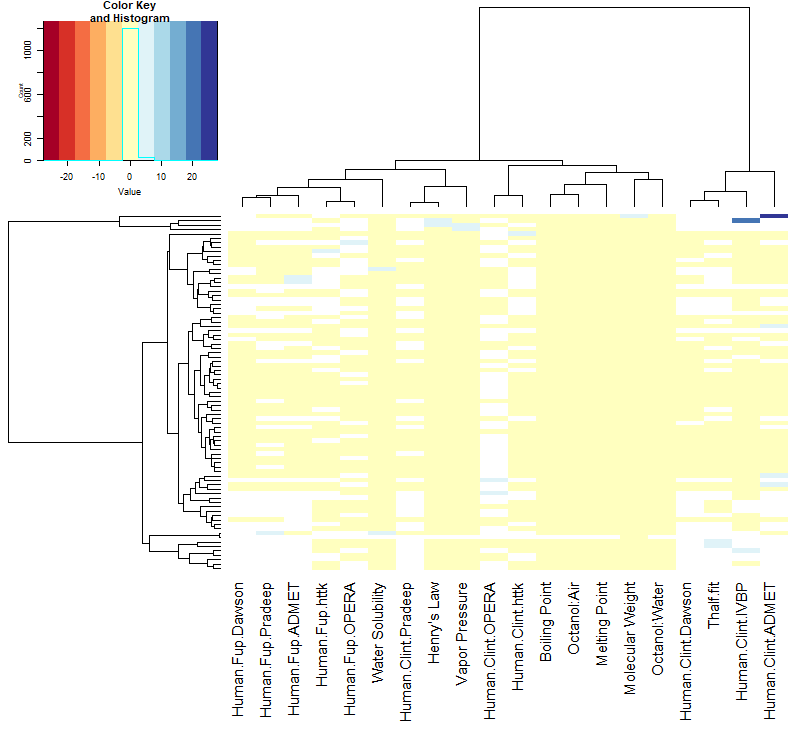 Color Key
and Histogram
Count
0 200 600 1000
-20 -10 0 10 20
Value
Human.Fup.Dawson
Human.Fup.Pradeep
Human.Fup.ADMET
Human.Fup.httk
Human.Fup.OPERA
Water Solubility
Human.Clint.Pradeep
Henry's Law
Vapor Pressure
Human.Clint.OPERA
Human.Clint.httk
Boiling Point
Octanol:Air
Melting Point
Molecular Weight
Octanol:Water
Human.Clint.Dawson
Thalf.fit
Human.Clint.IVBP
Human.Clint.ADMET